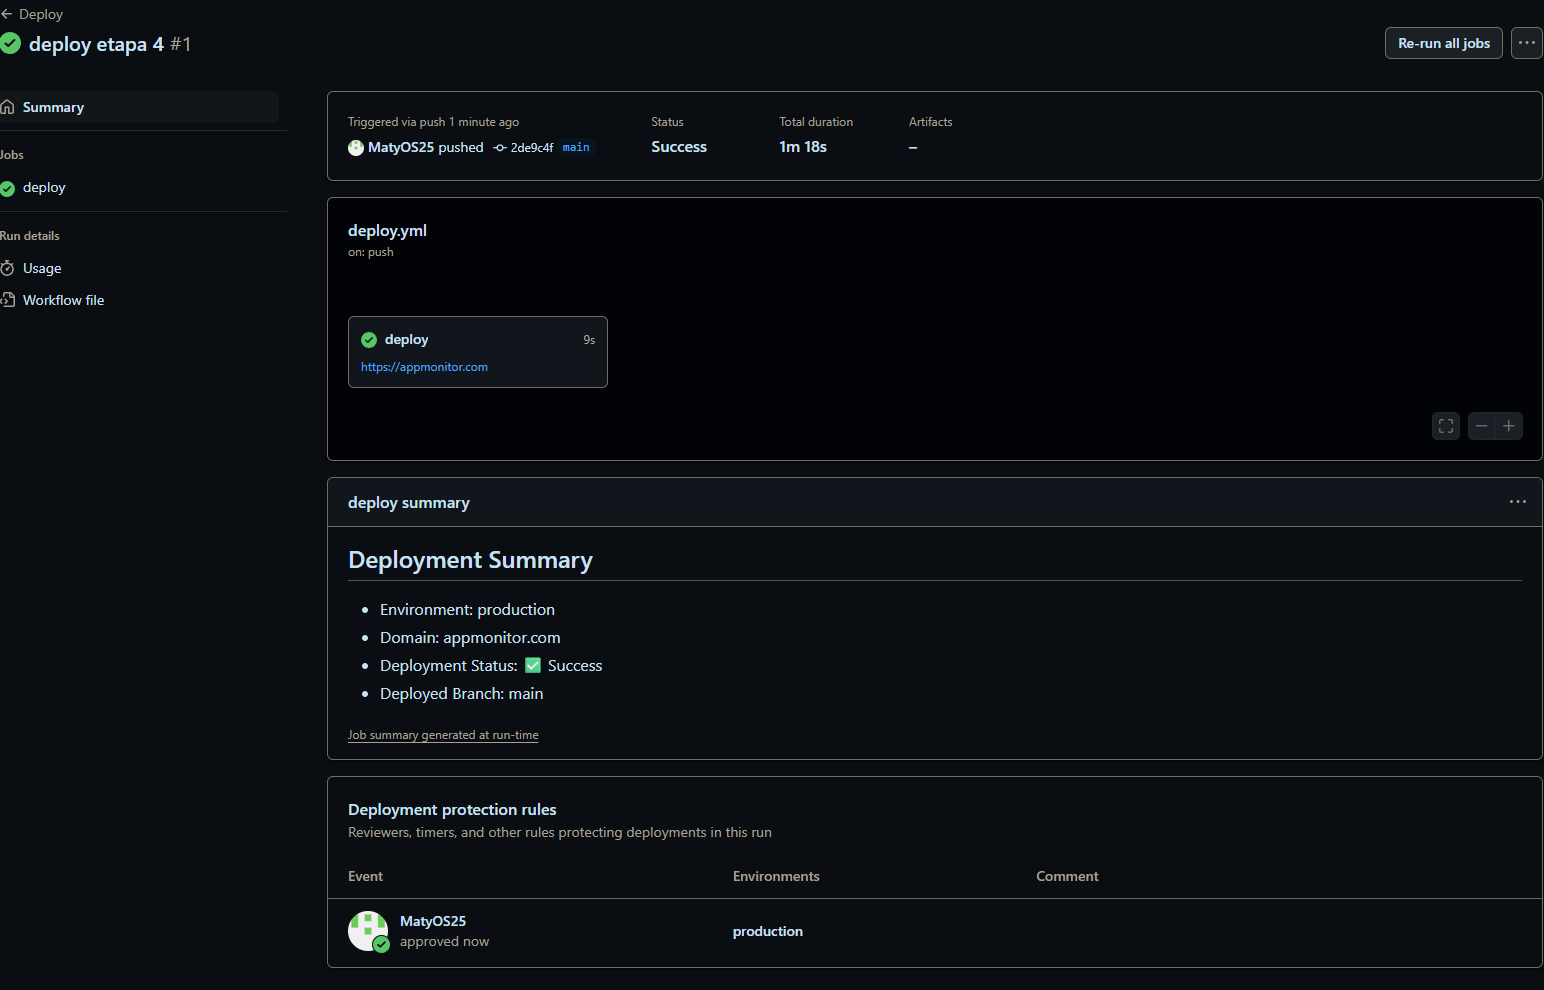 Deploy
deploy etapa 4 #1
Re-run all jobs
Summary
Jobs
deploy
Run details
Usage
Workflow file
Triggered via push 1 minute ago
MatyOS25 pushed 2de9c4f main
Status
Success
Total duration
1m 18s
Artifacts
–
deploy.yml
on: push
deploy 9s
https://appmonitor.com
deploy summary
Deployment Summary
• Environment: production
• Domain: appmonitor.com
• Deployment Status: ✅ Success
• Deployed Branch: main
Job summary generated at run-time
Deployment protection rules
Reviewers, timers, and other rules protecting deployments in this run
Event Environments Comment
MatyOS25
approved now
production